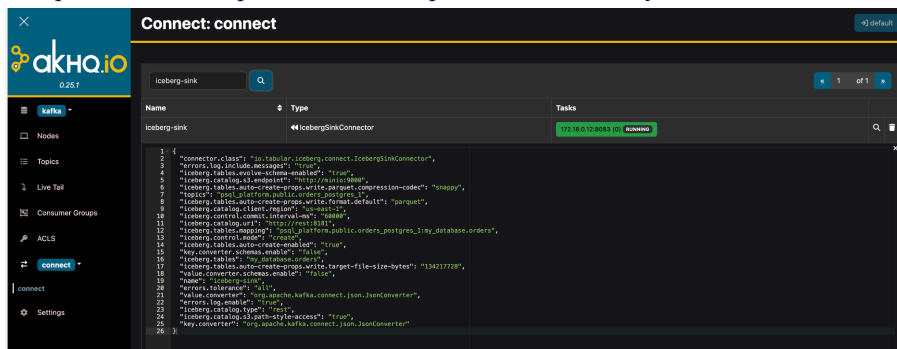 Connect: connect
default
akHQ.io
0.25.1
kafka
Nodes
Topics
Live Tail
Consumer Groups
ACLS
connect
connect
Settings
iceberg-sink
« 1 of 1 »
Name Type Tasks
iceberg-sink IcebergSinkConnector 172.18.0.12:8083 (0) RUNNING
1 {
2 "connector.class": "io.tabular.iceberg.connect.IcebergSinkConnector",
3 "errors.log.include.messages": "true",
4 "iceberg.tables.evolve-schema-enabled": "true",
5 "iceberg.catalog.s3.endpoint": "http://minio:9000",
6 "iceberg.tables.auto-create-props.write.parquet.compression-codec": "snappy",
7 "topics": "psql_platform.public.orders_postgres_1",
8 "iceberg.tables.auto-create-props.write.format.default": "parquet",
9 "iceberg.catalog.client.region": "us-east-1",
10 "iceberg.control.commit.interval-ms": "60000",
11 "iceberg.catalog.uri": "http://rest:8181",
12 "iceberg.tables.mapping": "psql_platform.public.orders_postgres_1:my_database.orders",
13 "iceberg.control.mode": "create",
14 "iceberg.tables.auto-create-enabled": "true",
15 "key.converter.schemas.enable": "false",
16 "iceberg.tables": "my_database.orders",
17 "iceberg.tables.auto-create-props.write.target-file-size-bytes": "134217728",
18 "value.converter.schemas.enable": "false",
19 "name": "iceberg-sink",
20 "errors.tolerance": "all",
21 "value.converter": "org.apache.kafka.connect.json.JsonConverter",
22 "errors.log.enable": "true",
23 "iceberg.catalog.type": "rest",
24 "iceberg.catalog.s3.path-style-access": "true",
25 "key.converter": "org.apache.kafka.connect.json.JsonConverter"
26 }